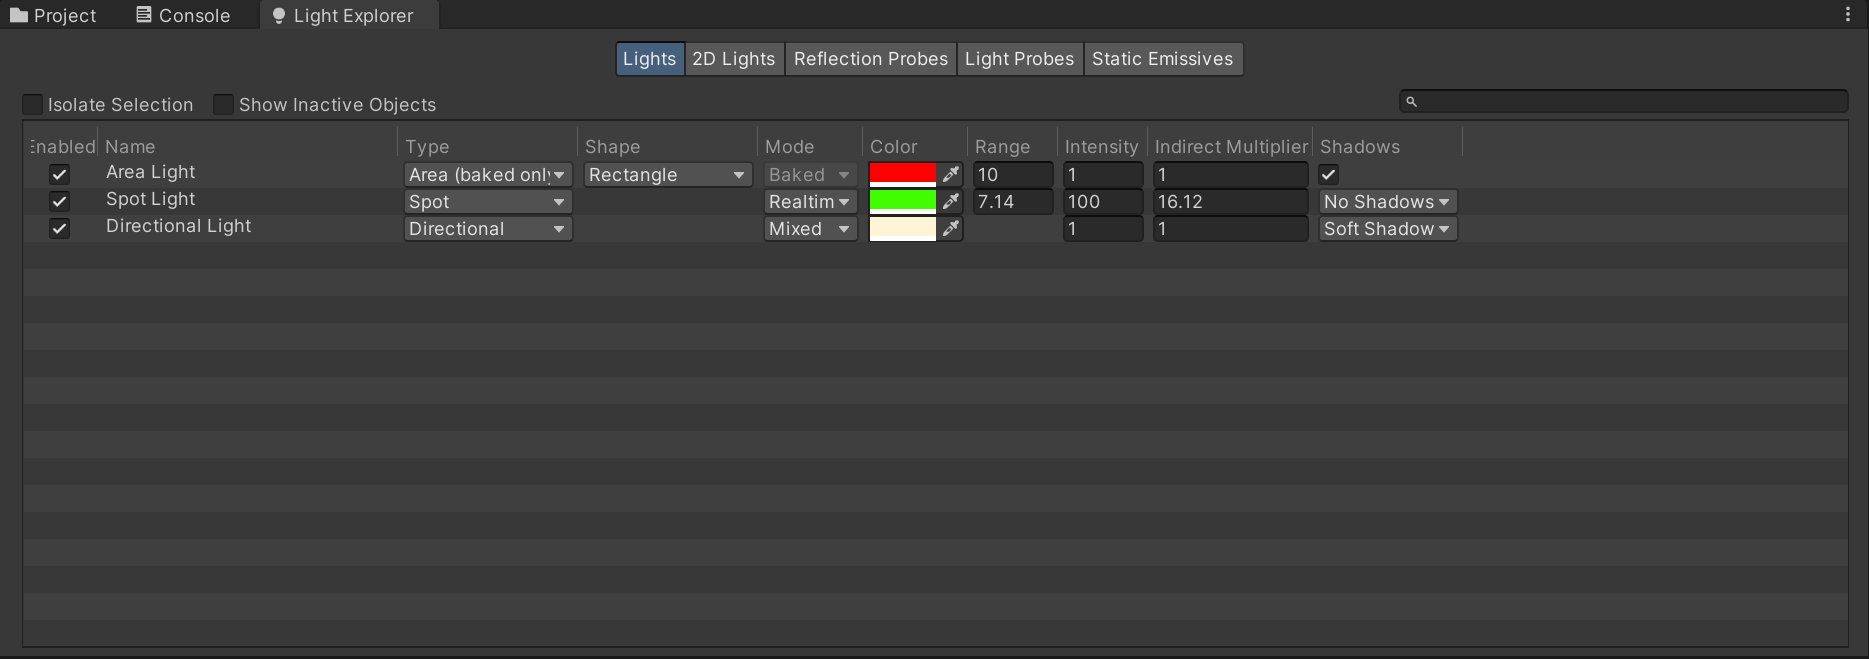 Project Console Light Explorer
Lights 2D Lights Reflection Probes Light Probes Static Emissives
Isolate Selection Show Inactive Objects
Enabled Name Type Shape Mode Color Range Intensity Indirect Multiplier Shadows
Area Light Area (baked only Rectangle Baked 10 1 1
Spot Light Spot Realtim 7.14 100 16.12 No Shadows
Directional Light Directional Mixed 1 1 Soft Shadow